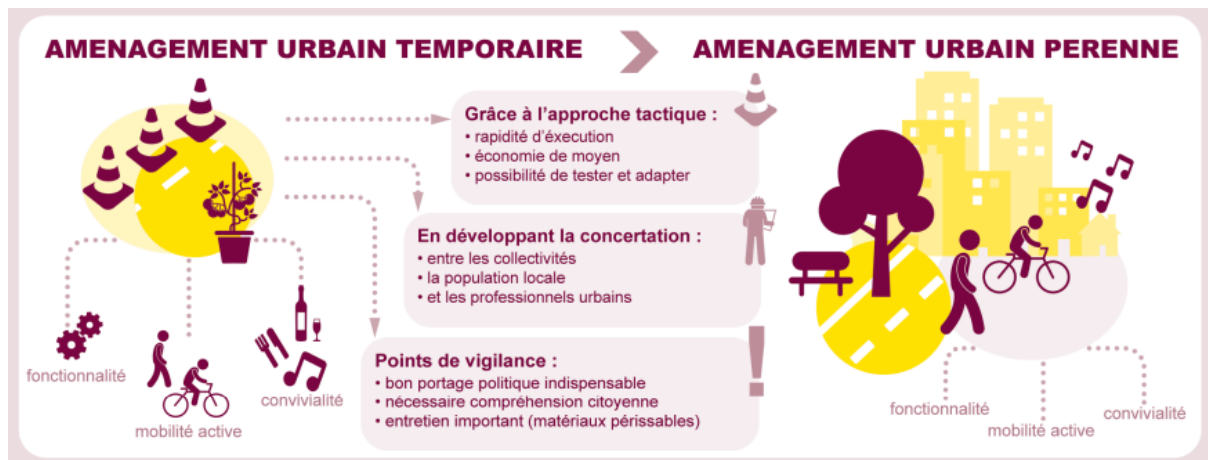 AMENAGEMENT URBAIN TEMPORAIRE
AMENAGEMENT URBAIN PERENNE
Grâce à l'approche tactique :
• rapidité d'éxecution
• économie de moyen
• possibilité de tester et adapter
En développant la concertation :
• entre les collectivités
• la population locale
• et les professionnels urbains
Points de vigilance :
• bon portage politique indispensable
• nécessaire compréhension citoyenne
• entretien important (matériaux périssables)
fonctionnalité
mobilité active
convivialité
fonctionnalité
mobilité active
convivialité